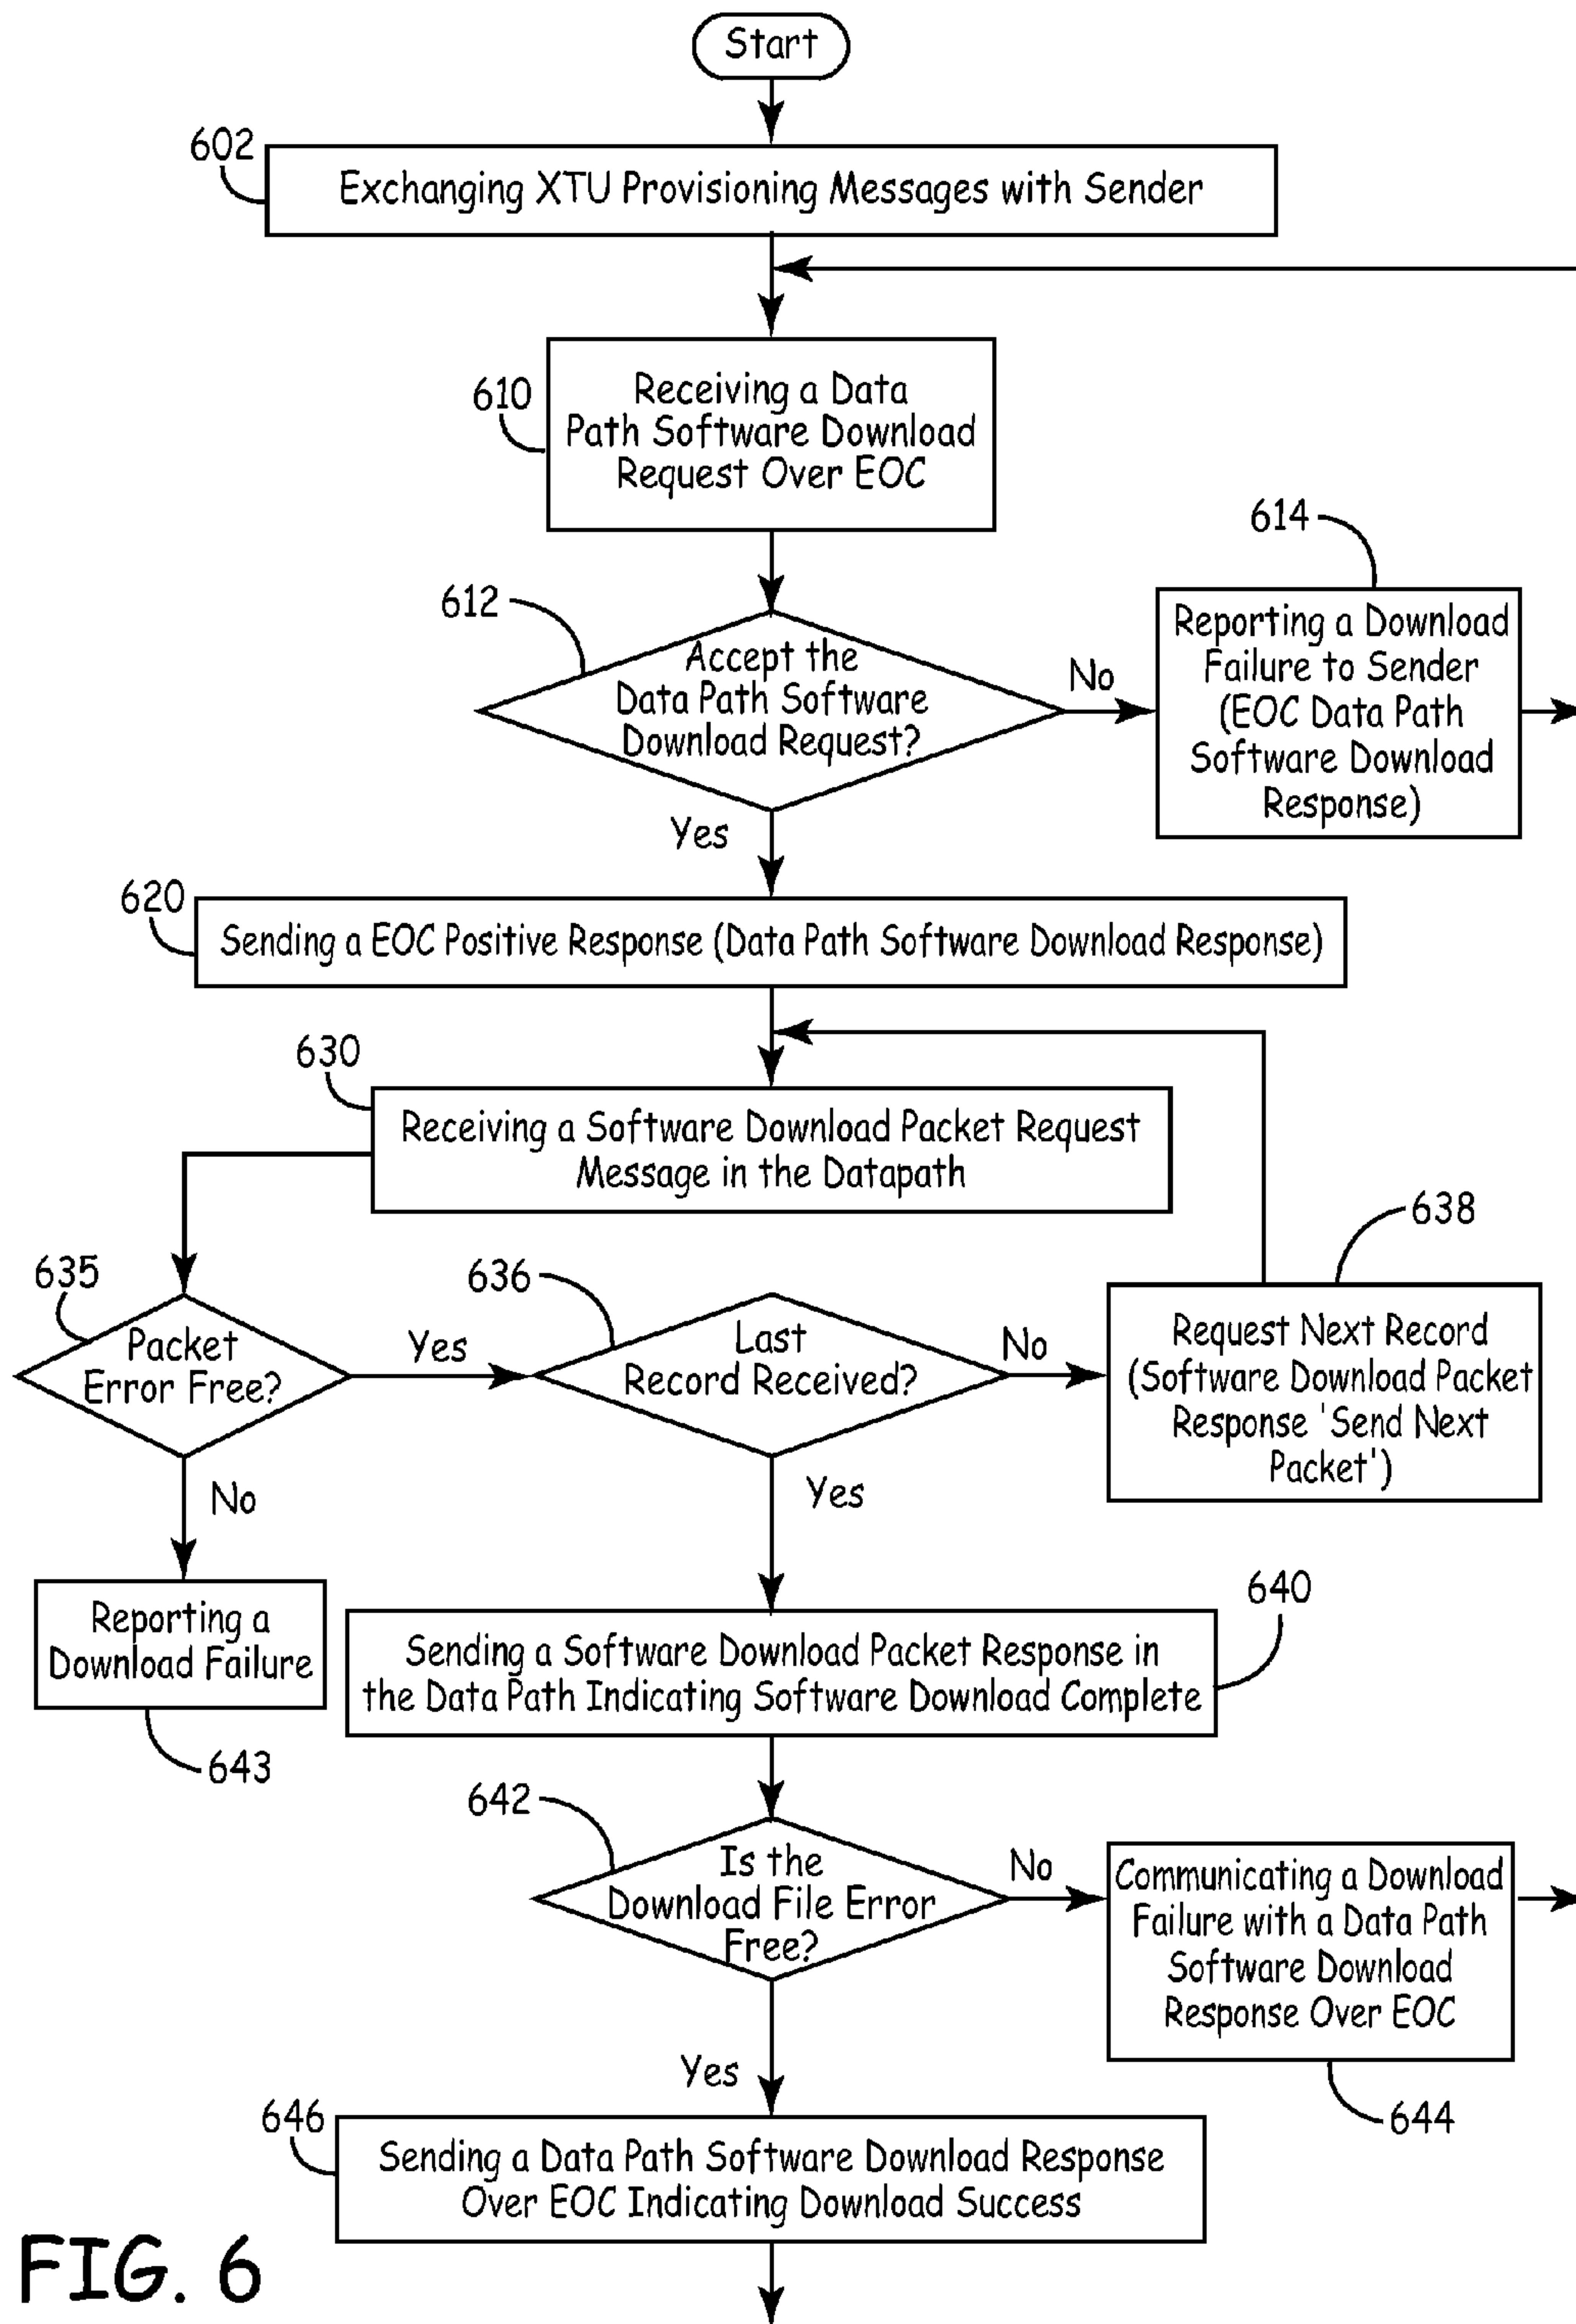 Start
602
Exchanging XTU Provisioning Messages with Sender
610
Receiving a Data
Path Software Download
Request Over EOC
614
612
Accept the
Data Path Software
Download Request?
No
Reporting a Download
Failure to Sender
(EOC Data Path
Software Download
Response)
Yes
620
Sending a EOC Positive Response (Data Path Software Download Response)
630
Receiving a Software Download Packet Request
Message in the Datapath
638
635
Packet
Error Free?
Yes
636
Last
Record Received?
No
Request Next Record
(Software Download Packet
Response 'Send Next
Packet')
No
Yes
Reporting a
Download Failure
643
640
Sending a Software Download Packet Response in
the Data Path Indicating Software Download Complete
642
Is the
Download File Error
Free?
No
Communicating a Download
Failure with a Data Path
Software Download
Response Over EOC
644
Yes
646
Sending a Data Path Software Download Response
Over EOC Indicating Download Success
FIG. 6